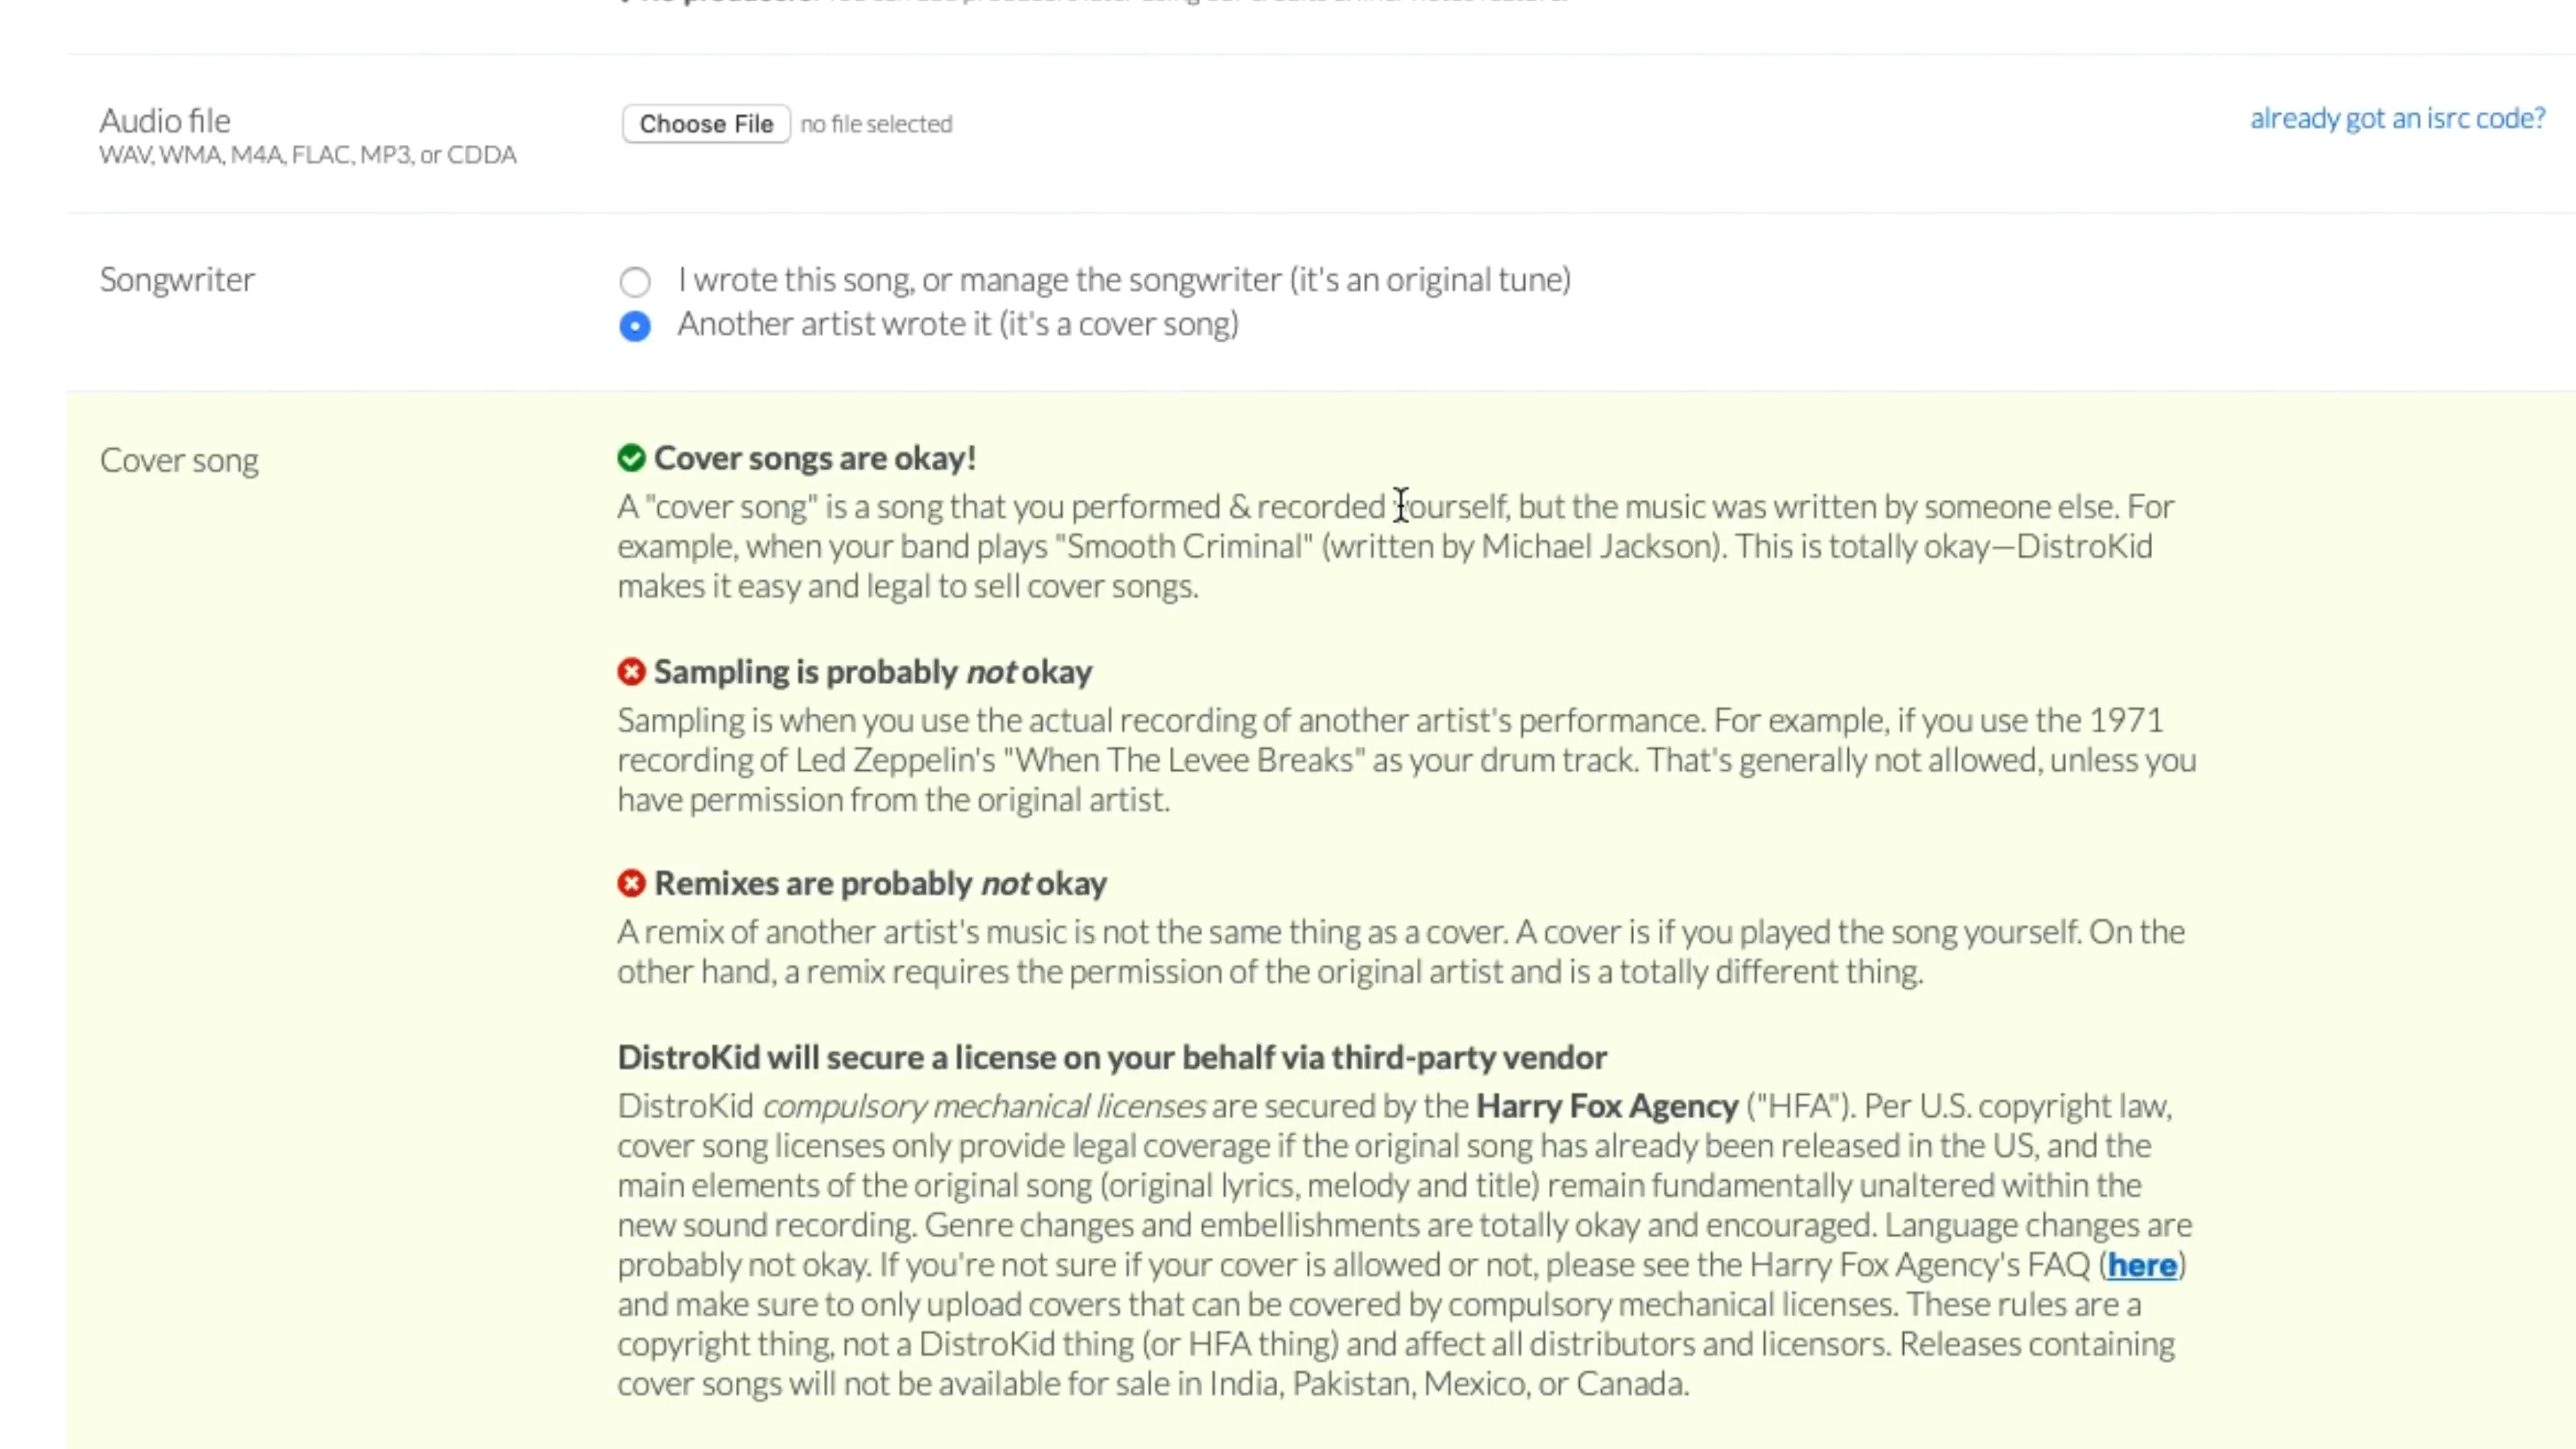 Audio file
WAV, WMA, M4A, FLAC, MP3, or CDDA
Choose File no file selected
already got an isrc code?
Songwriter
I wrote this song, or manage the songwriter (it's an original tune)
Another artist wrote it (it's a cover song)
Cover song
Cover songs are okay!
A "cover song" is a song that you performed & recorded yourself, but the music was written by someone else. For
example, when your band plays "Smooth Criminal" (written by Michael Jackson). This is totally okay—DistroKid
makes it easy and legal to sell cover songs.
Sampling is probably not okay
Sampling is when you use the actual recording of another artist's performance. For example, if you use the 1971
recording of Led Zeppelin's "When The Levee Breaks" as your drum track. That's generally not allowed, unless you
have permission from the original artist.
Remixes are probably not okay
A remix of another artist's music is not the same thing as a cover. A cover is if you played the song yourself. On the
other hand, a remix requires the permission of the original artist and is a totally different thing.
DistroKid will secure a license on your behalf via third-party vendor
DistroKid compulsory mechanical licenses are secured by the Harry Fox Agency ("HFA"). Per U.S. copyright law,
cover song licenses only provide legal coverage if the original song has already been released in the US, and the
main elements of the original song (original lyrics, melody and title) remain fundamentally unaltered within the
new sound recording. Genre changes and embellishments are totally okay and encouraged. Language changes are
probably not okay. If you're not sure if your cover is allowed or not, please see the Harry Fox Agency's FAQ (here)
and make sure to only upload covers that can be covered by compulsory mechanical licenses. These rules are a
copyright thing, not a DistroKid thing (or HFA thing) and affect all distributors and licensors. Releases containing
cover songs will not be available for sale in India, Pakistan, Mexico, or Canada.